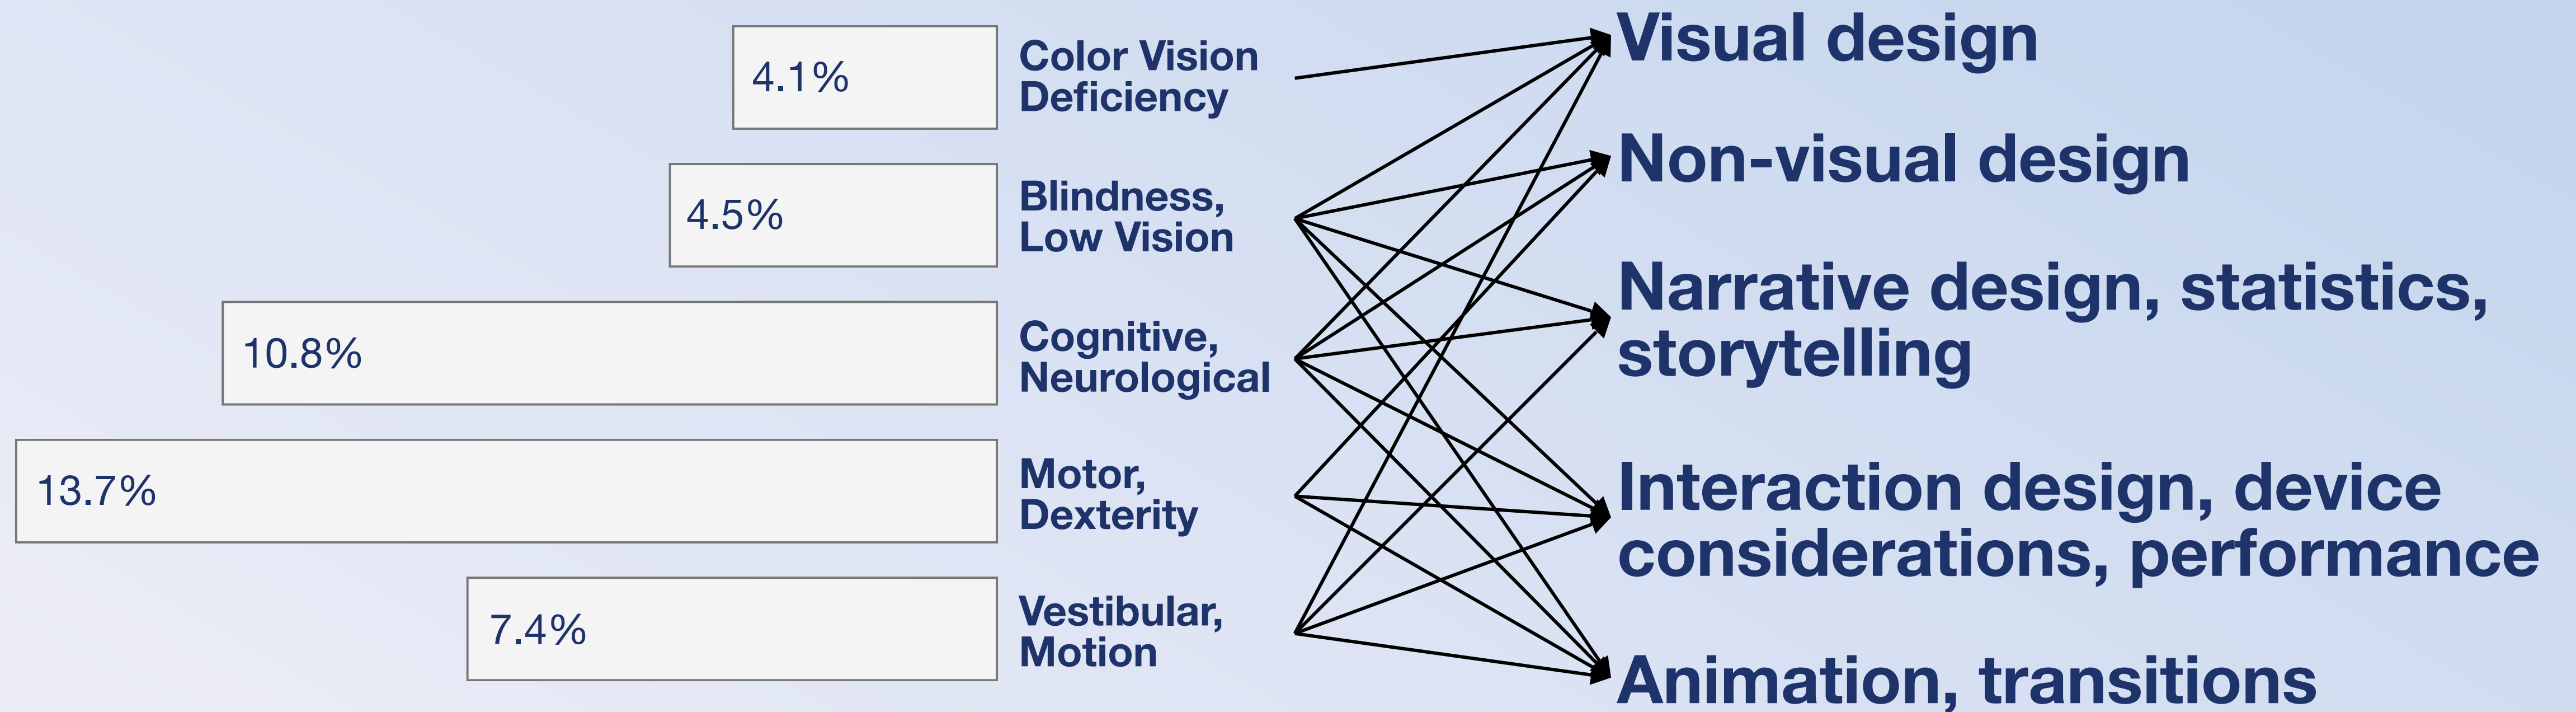 4.1%
Color Vision
Deficiency
4.5%
Blindness,
Low Vision
10.8%
Cognitive,
Neurological
13.7%
Motor,
Dexterity
7.4%
Vestibular,
Motion
Visual design
Non-visual design
Narrative design, statistics,
storytelling
Interaction design, device
considerations, performance
Animation, transitions